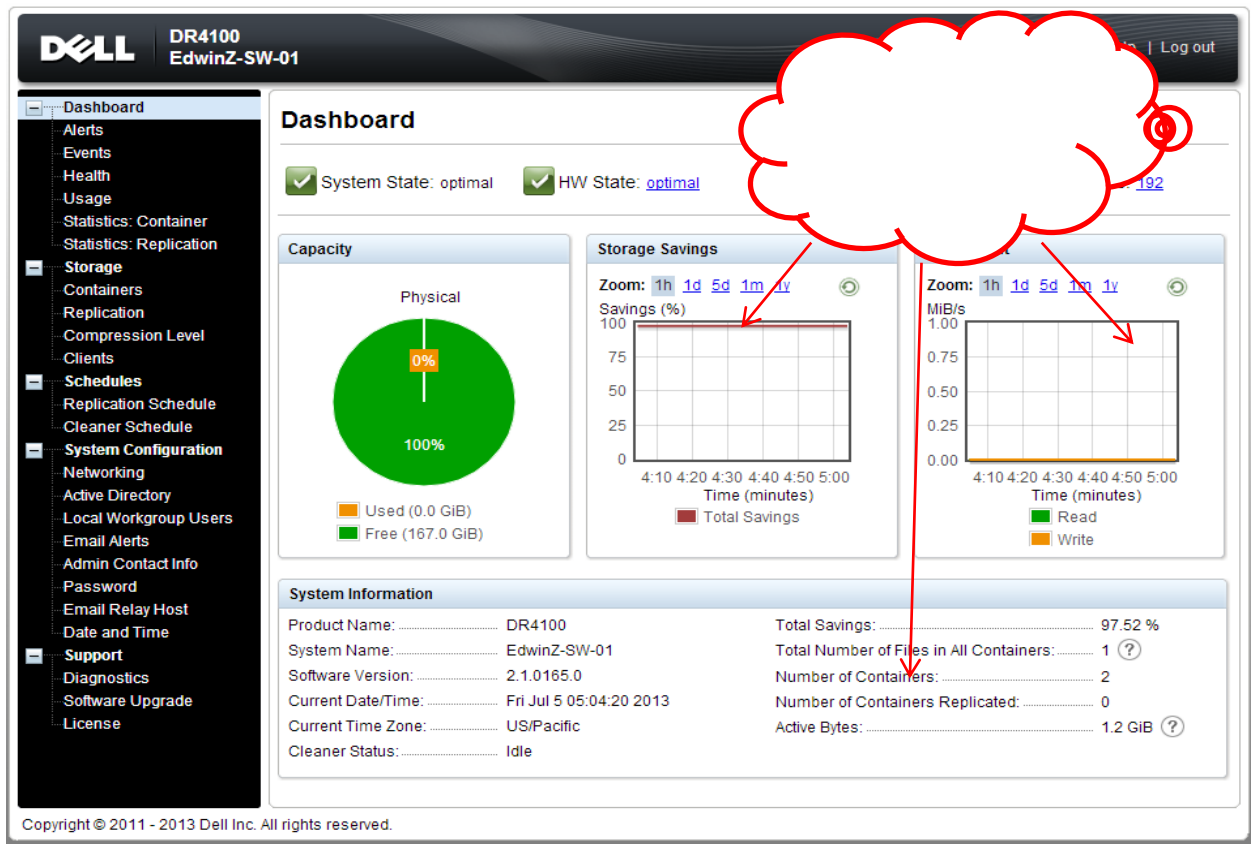 DELL
DR4100
EdwinZ-SW-01
| Log out
Dashboard
Alerts
Events
Health
Usage
Statistics: Container
Statistics: Replication
Storage
Containers
Replication
Compression Level
Clients
Schedules
Replication Schedule
Cleaner Schedule
System Configuration
Networking
Active Directory
Local Workgroup Users
Email Alerts
Admin Contact Info
Password
Email Relay Host
Date and Time
Support
Diagnostics
Software Upgrade
License
Dashboard
System State: optimal HW State: optimal 192
Capacity
Physical
0%
100%
Used (0.0 GiB)
Free (167.0 GiB)
Storage Savings
Zoom: 1h 1d 5d 1m 1y
Savings (%)
100
75
50
25
0
4:10 4:20 4:30 4:40 4:50 5:00
Time (minutes)
Total Savings
Zoom: 1h 1d 5d 1m 1y
MiB/s
1.00
0.75
0.50
0.25
0.00
4:10 4:20 4:30 4:40 4:50 5:00
Time (minutes)
Read
Write
System Information
Product Name: DR4100
System Name: EdwinZ-SW-01
Software Version: 2.1.0165.0
Current Date/Time: Fri Jul 5 05:04:20 2013
Current Time Zone: US/Pacific
Cleaner Status: Idle
Total Savings: 97.52 %
Total Number of Files in All Containers: 1 ?
Number of Containers: 2
Number of Containers Replicated: 0
Active Bytes: 1.2 GiB ?
Copyright © 2011 - 2013 Dell Inc. All rights reserved.